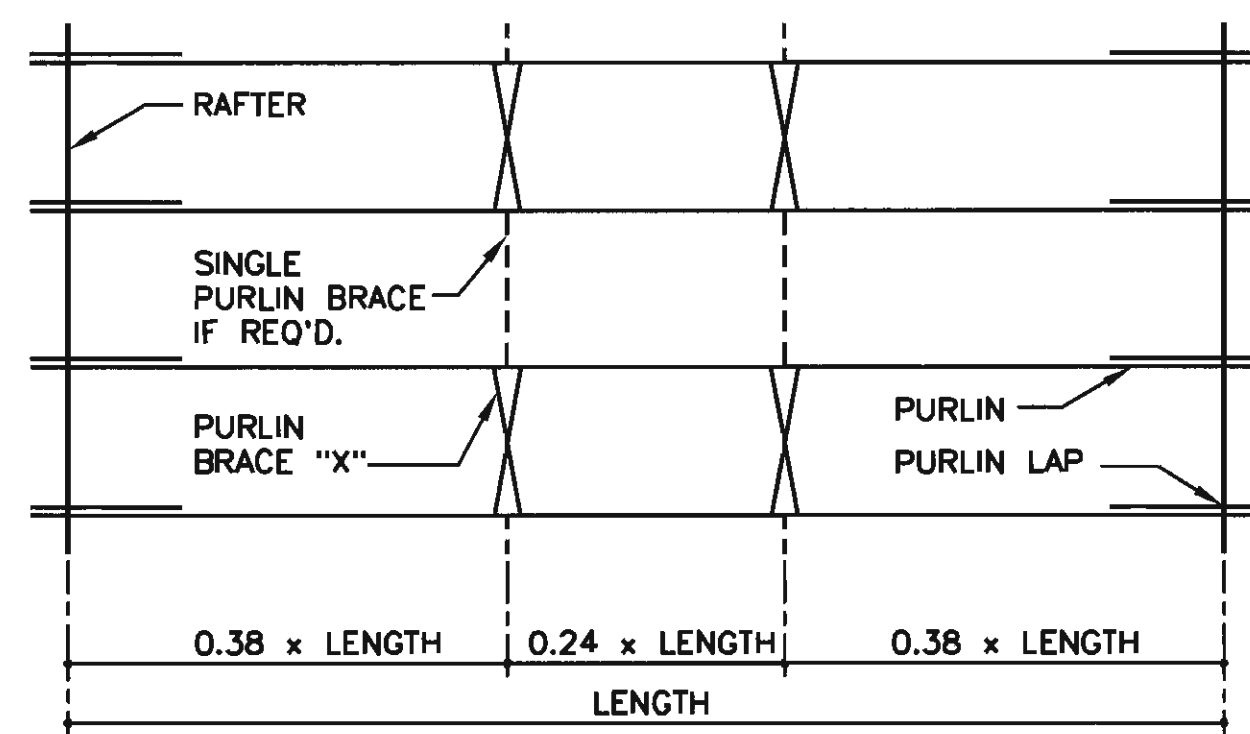 RAFTER
SINGLE
PURLIN BRACE
IF REQ'D.
PURLIN
BRACE "X"
PURLIN
PURLIN LAP
0.38 x LENGTH
0.24 x LENGTH
0.38 x LENGTH
LENGTH